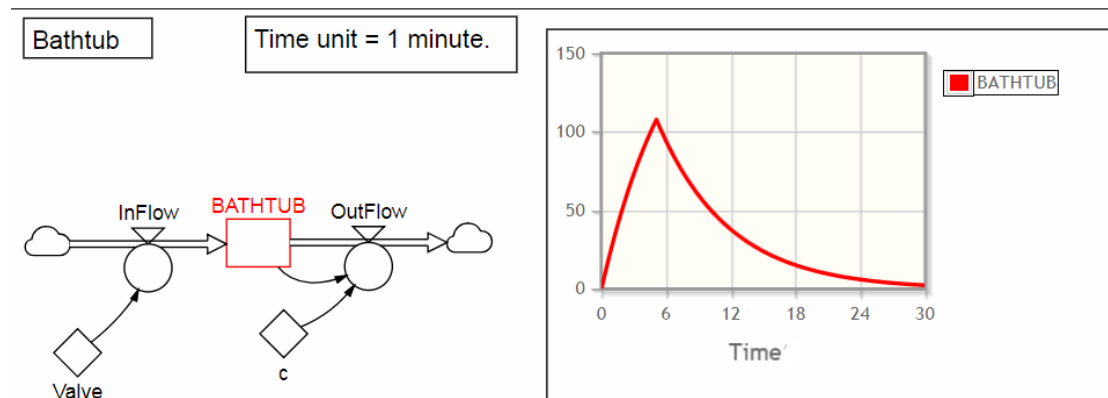 Bathtub
Time unit = 1 minute.
InFlow
BATHTUB
OutFlow
Valve
c
150
100
50
0
0 6 12 18 24 30
Time
BATHTUB